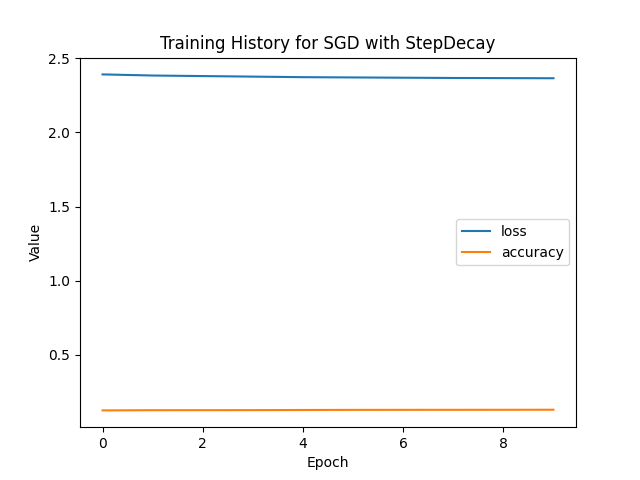 Training History for SGD with StepDecay
2.5
2.0
1.5
1.0
0.5
Value
loss
accuracy
0 2 4 6 8
Epoch